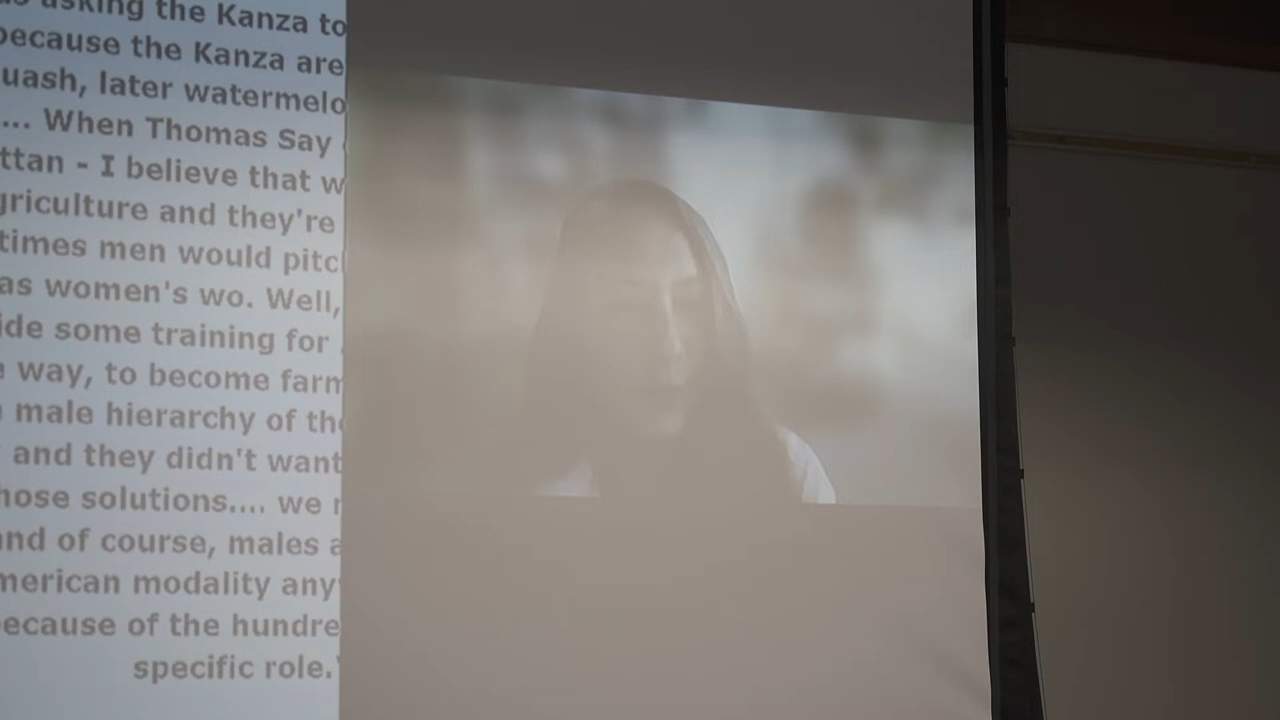 asking the Kanza to
because the Kanza are
uash, later watermelo
.... When Thomas Say
ttan - I believe that w
griculture and they're
times men would pitc
as women's wo. Well,
ide some training for
way, to become farm
male hierarchy of the
and they didn't want
hose solutions.... we r
and of course, males a
merican modality any
because of the hundre
specific role.